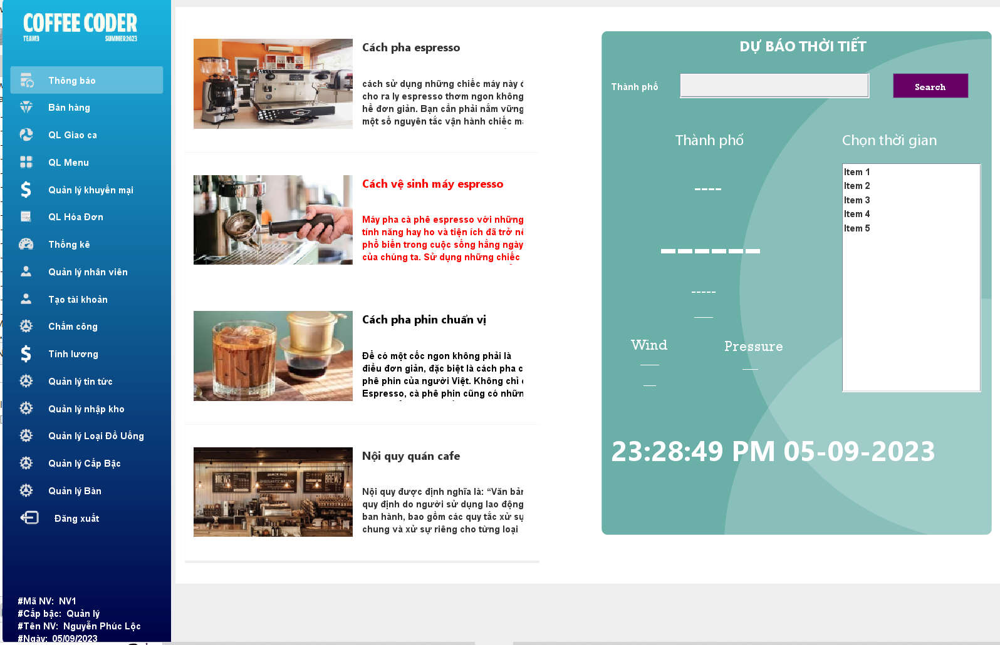 COFFEE CODER
TEAM3 SUMMER2023
Thông báo
Bán hàng
QL Giao ca
QL Menu
Quản lý khuyến mại
QL Hóa Đơn
Thống kê
Quản lý nhân viên
Tạo tài khoản
Chấm công
Tính lương
Quản lý tin tức
Quản lý nhập kho
Quản lý Loại Đồ Uống
Quản lý Cấp Bậc
Quản lý Bàn
Đăng xuất
#Mã NV: NV1
#Cấp bậc: Quản lý
#Tên NV: Nguyễn Phúc Lộc
#Ngày: 05/09/2023
Cách pha espresso
cách sử dụng những chiếc máy này
cho ra ly espresso thơm ngon không
hề đơn giản. Bạn cần phải nắm vững
một số nguyên tắc vận hành chiếc
Cách vệ sinh máy espresso
Máy pha cà phê espresso với những
tính năng hay ho và tiện ích đã trở
phổ biến trong cuộc sống hằng ngày
của chúng ta. Sử dụng những chiếc
Cách pha phin chuẩn vị
Để có một cốc ngon không phải là
điều đơn giản, đặc biệt là cách pha c
phê phin của người Việt. Không chỉ
Espresso, cà phê phin cũng có nhữn
Nội quy quán cafe
Nội quy được định nghĩa là: “Văn bản
quy định do người sử dụng lao động
ban hành, bao gồm các quy tắc xử sự
chung và xử sự riêng cho từng loại
DỰ BÁO THỜI TIẾT
Thành phố
Search
Thành phố
Chọn thời gian
----
------
-----
Wind
Pressure
Item 1
Item 2
Item 3
Item 4
Item 5
23:28:49 PM 05-09-2023